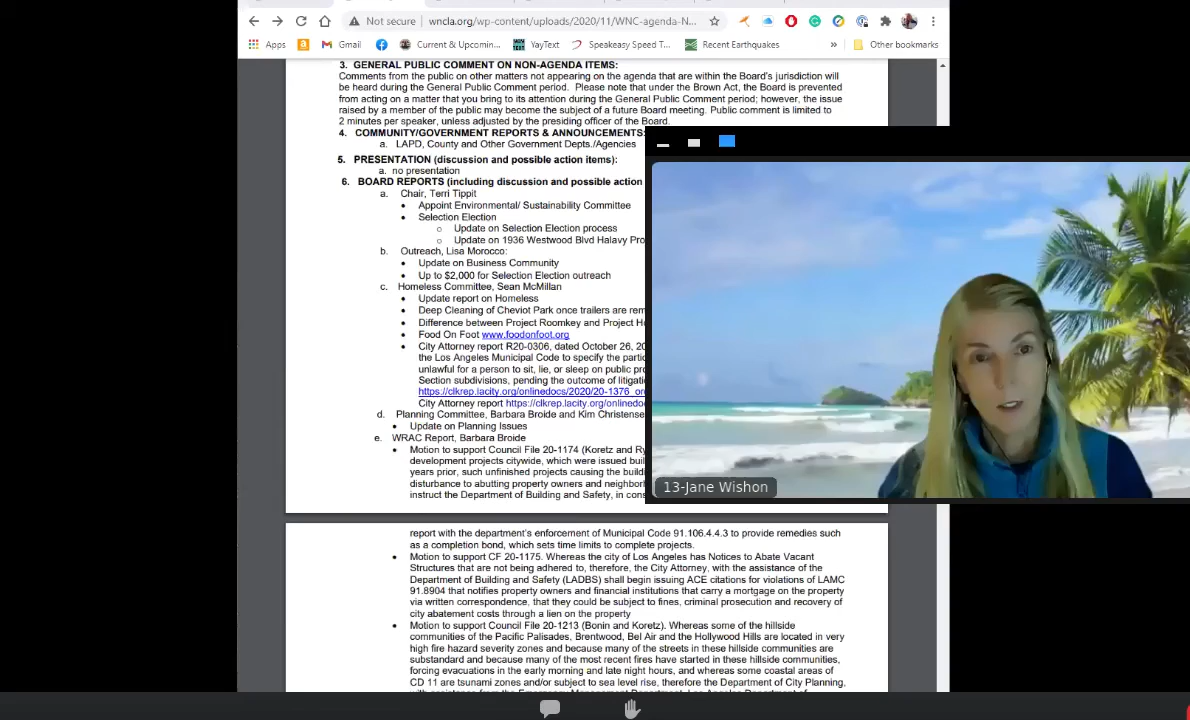 Not secure | wncla.org/wp-content/uploads/2020/11/WNC-agenda-N...
Apps Gmail Current & Upcomin... YayText Speakeasy Speed T... Recent Earthquakes » Other bookmarks
3. GENERAL PUBLIC COMMENT ON NON-AGENDA ITEMS:
Comments from the public on other matters not appearing on the agenda that are within the Board's jurisdiction will
be heard during the General Public Comment period. Please note that under the Brown Act, the Board is prevented
from acting on a matter that you bring to its attention during the General Public Comment period; however, the issue
raised by a member of the public may become the subject of a future Board meeting. Public comment is limited to
2 minutes per speaker, unless adjusted by the presiding officer of the Board.
4. COMMUNITY/GOVERNMENT REPORTS & ANNOUNCEMENTS:
a. LAPD, County and Other Government Depts./Agencies
5. PRESENTATION (discussion and possible action items):
a. no presentation
6. BOARD REPORTS (including discussion and possible action
a. Chair, Terri Tippit
• Appoint Environmental/ Sustainability Committee
• Selection Election
o Update on Selection Election process
o Update on 1936 Westwood Blvd Halavy Pro
b. Outreach, Lisa Morocco:
• Update on Business Community
• Up to $2,000 for Selection Election outreach
c. Homeless Committee, Sean McMillan
• Update report on Homeless
• Deep Cleaning of Cheviot Park once trailers are rem
• Difference between Project Roomkey and Project H
• Food On Foot www.foodonfoot.org
• City Attorney report R20-0306, dated October 26, 20
the Los Angeles Municipal Code to specify the partic
unlawful for a person to sit, lie, or sleep on public pro
Section subdivisions, pending the outcome of litigatio
https://clkrep.lacity.org/onlinedocs/2020/20-1376_or
City Attorney report https://clkrep.lacity.org/onlinedo
d. Planning Committee, Barbara Broide and Kim Christense
• Update on Planning Issues
e. WRAC Report, Barbara Broide
• Motion to support Council File 20-1174 (Koretz and Ry
development projects citywide, which were issued buil
years prior, such unfinished projects causing the buildi
disturbance to abutting property owners and neighborh
instruct the Department of Building and Safety, in cons
13-Jane Wishon
report with the department's enforcement of Municipal Code 91.106.4.4.3 to provide remedies such
as a completion bond, which sets time limits to complete projects.
• Motion to support CF 20-1175. Whereas the city of Los Angeles has Notices to Abate Vacant
Structures that are not being adhered to, therefore, the City Attorney, with the assistance of the
Department of Building and Safety (LADBS) shall begin issuing ACE citations for violations of LAMC
91.8904 that notifies property owners and financial institutions that carry a mortgage on the property
via written correspondence, that they could be subject to fines, criminal prosecution and recovery of
city abatement costs through a lien on the property
• Motion to support Council File 20-1213 (Bonin and Koretz). Whereas some of the hillside
communities of the Pacific Palisades, Brentwood, Bel Air and the Hollywood Hills are located in very
high fire hazard severity zones and because many of the streets in these hillside communities are
substandard and because many of the most recent fires have started in these hillside communities,
forcing evacuations in the early morning and late night hours, and whereas some coastal areas of
CD 11 are tsunami zones and/or subject to sea level rise, therefore the Department of City Planning,